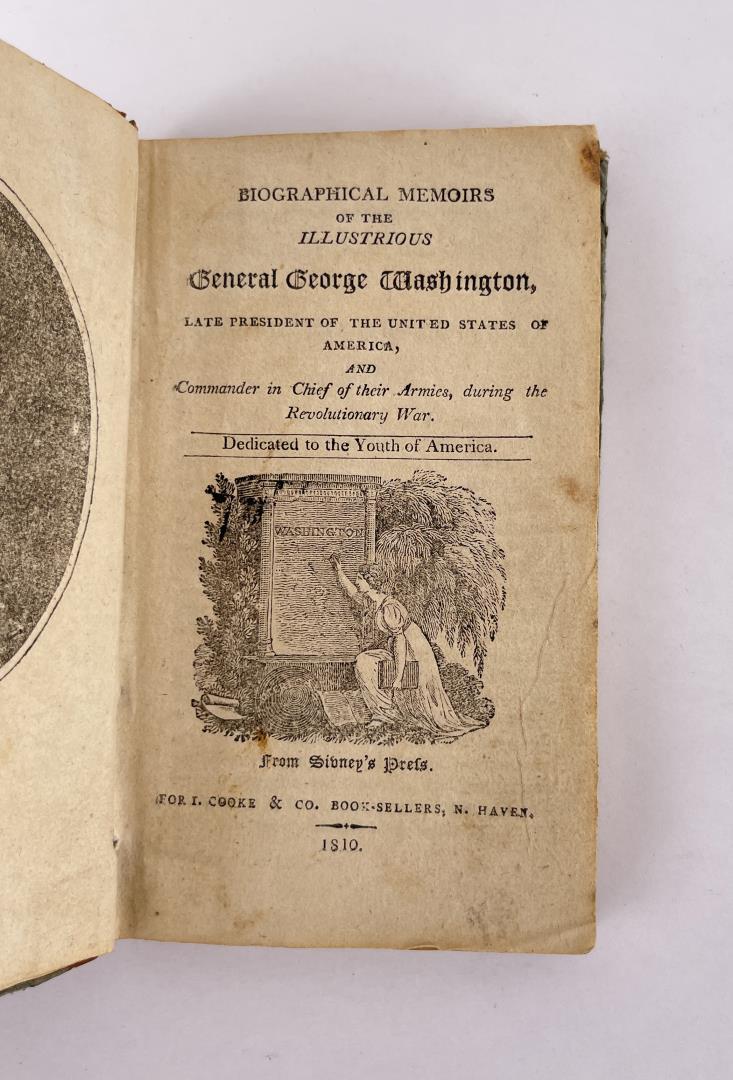 BIOGRAPHICAL MEMOIRS
OF THE
ILLUSTRIOUS
General George Washington,
LATE PRESIDENT OF THE UNITED STATES OF
AMERICA,
AND
Commander in Chief of their Armies, during the
Revolutionary War.
Dedicated to the Youth of America.
WASHINGTON
From Sidney's Preſs.
FOR I. COOKE & CO. BOOK-SELLERS, N. HAVEN.
1810.